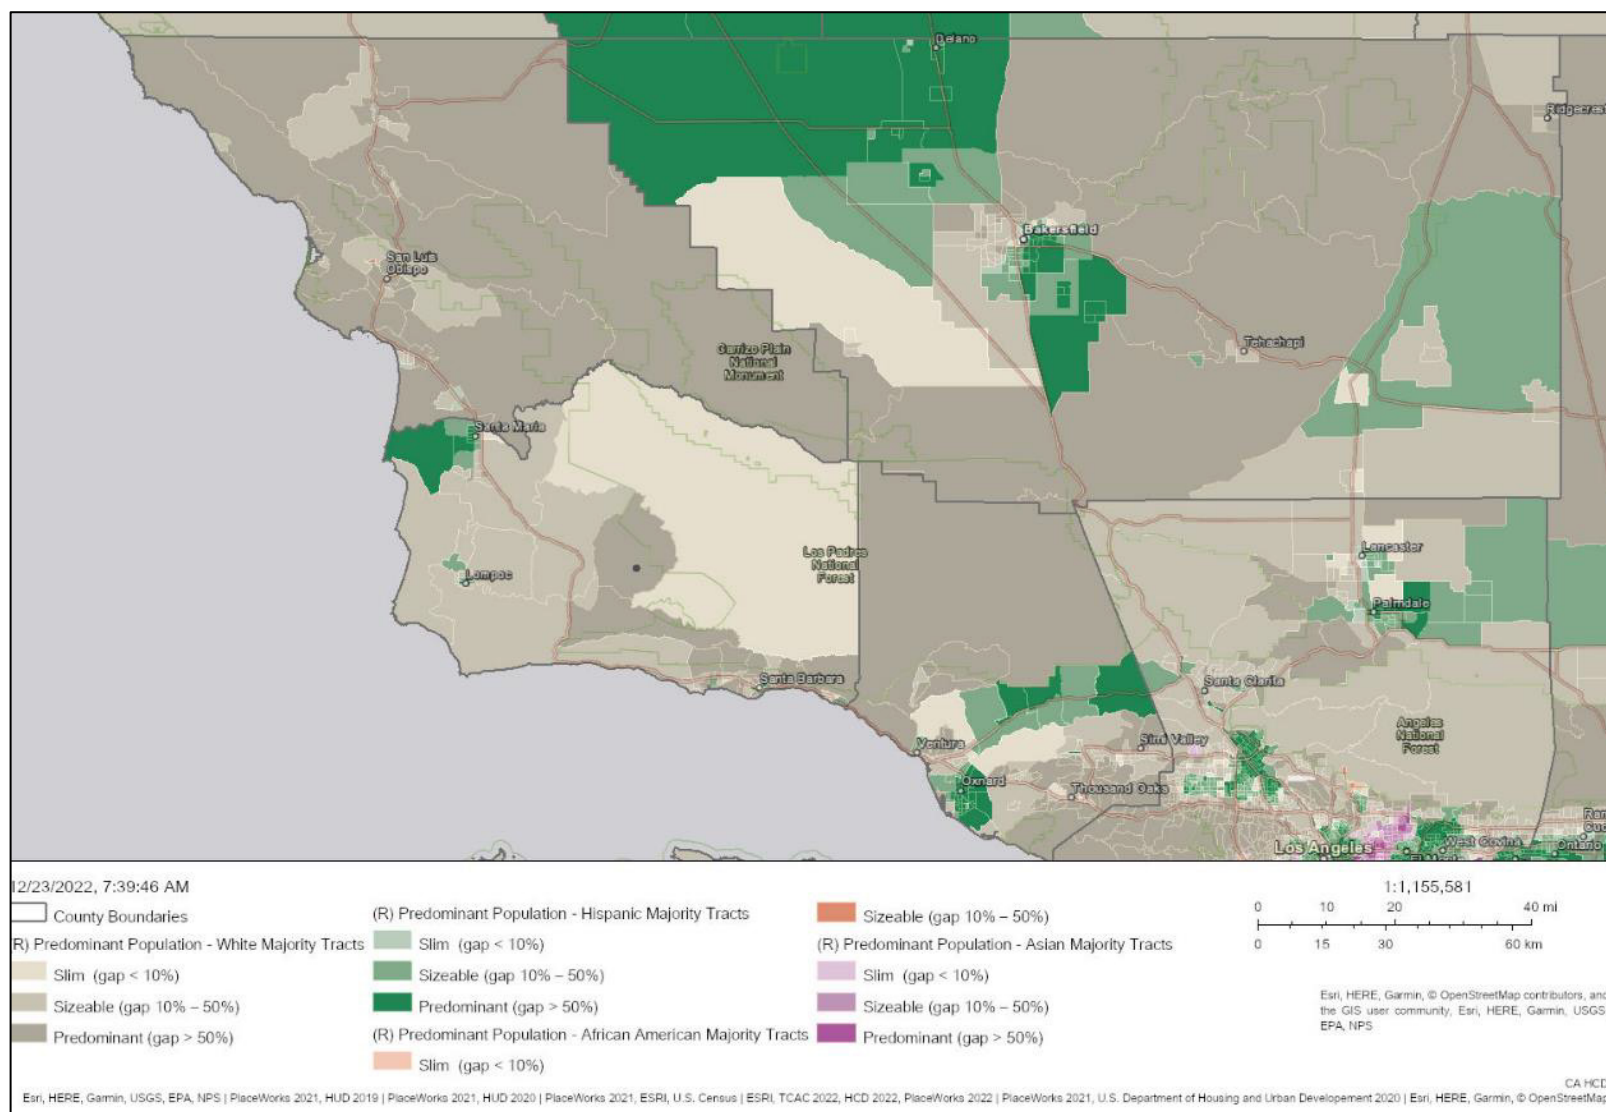 Delano
Ridgecrest
Bakersfield
San Luis
Obispo
Tehachapi
Carrizo Plain
National
Monument
Santa Maria
Los Padres
National
Forest
Lancaster
Lompoc
Palmdale
Santa Barbara
Santa Clarita
Angeles
National
Forest
Ventura
Simi Valley
Oxnard
Thousand Oaks
Los Angeles
West Covina
Ontario
12/23/2022, 7:39:46 AM
County Boundaries
(R) Predominant Population - White Majority Tracts
Slim (gap < 10%)
Sizeable (gap 10% – 50%)
Predominant (gap > 50%)
(R) Predominant Population - Hispanic Majority Tracts
Slim (gap < 10%)
Sizeable (gap 10% – 50%)
Predominant (gap > 50%)
(R) Predominant Population - African American Majority Tracts
Slim (gap < 10%)
Sizeable (gap 10% – 50%)
(R) Predominant Population - Asian Majority Tracts
Slim (gap < 10%)
Sizeable (gap 10% – 50%)
Predominant (gap > 50%)
1:1,155,581
0 10 20 40 mi
0 15 30 60 km
Esri, HERE, Garmin, © OpenStreetMap contributors, and
the GIS user community, Esri, HERE, Garmin, USGS,
EPA, NPS
CA HCD
Esri, HERE, Garmin, USGS, EPA, NPS | PlaceWorks 2021, HUD 2019 | PlaceWorks 2021, HUD 2020 | PlaceWorks 2021, ESRI, U.S. Census | ESRI, TCAC 2022, HCD 2022, PlaceWorks 2022 | PlaceWorks 2021, U.S. Department of Housing and Urban Developement 2020 | Esri, HERE, Garmin, © OpenStreetMap